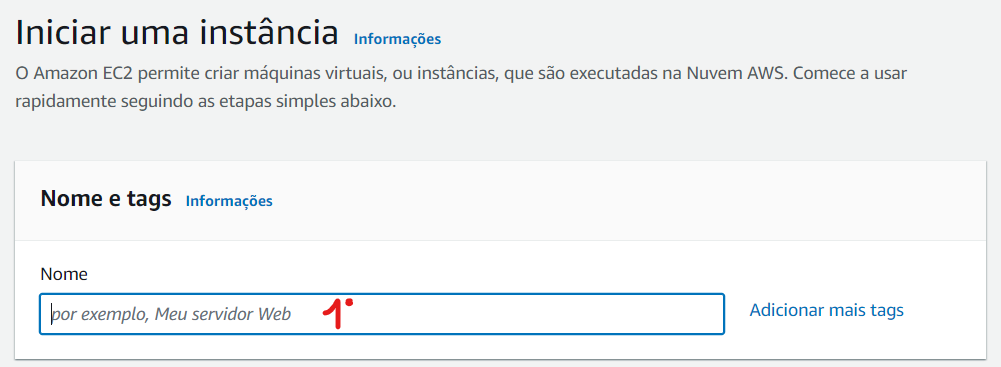 Iniciar uma instância Informações
O Amazon EC2 permite criar máquinas virtuais, ou instâncias, que são executadas na Nuvem AWS. Comece a usar
rapidamente seguindo as etapas simples abaixo.
Nome e tags Informações
Nome
por exemplo, Meu servidor Web 1° Adicionar mais tags